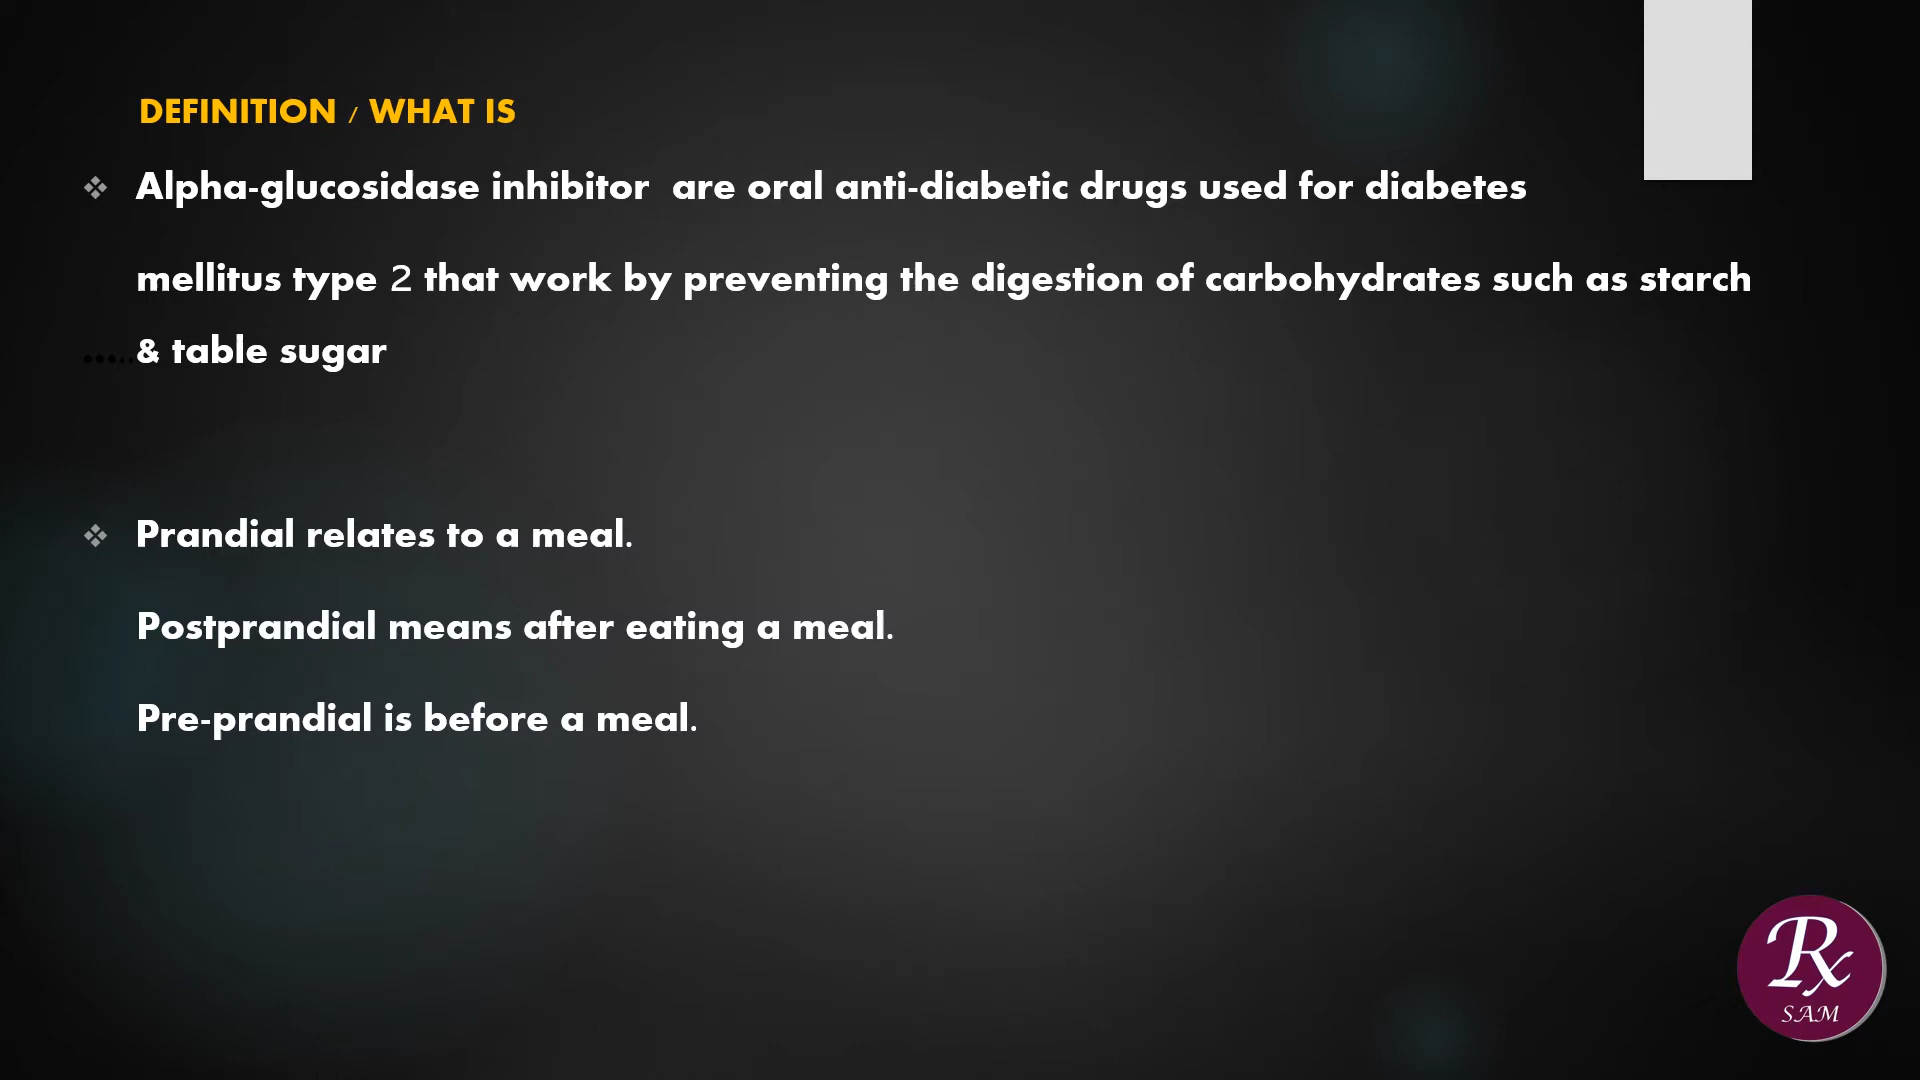 DEFINITION / WHAT IS
Alpha-glucosidase inhibitor  are oral anti-diabetic drugs used for diabetes
mellitus type 2 that work by preventing the digestion of carbohydrates such as starch
.....& table sugar
Prandial relates to a meal.
Postprandial means after eating a meal.
Pre-prandial is before a meal.
Rx
SAM